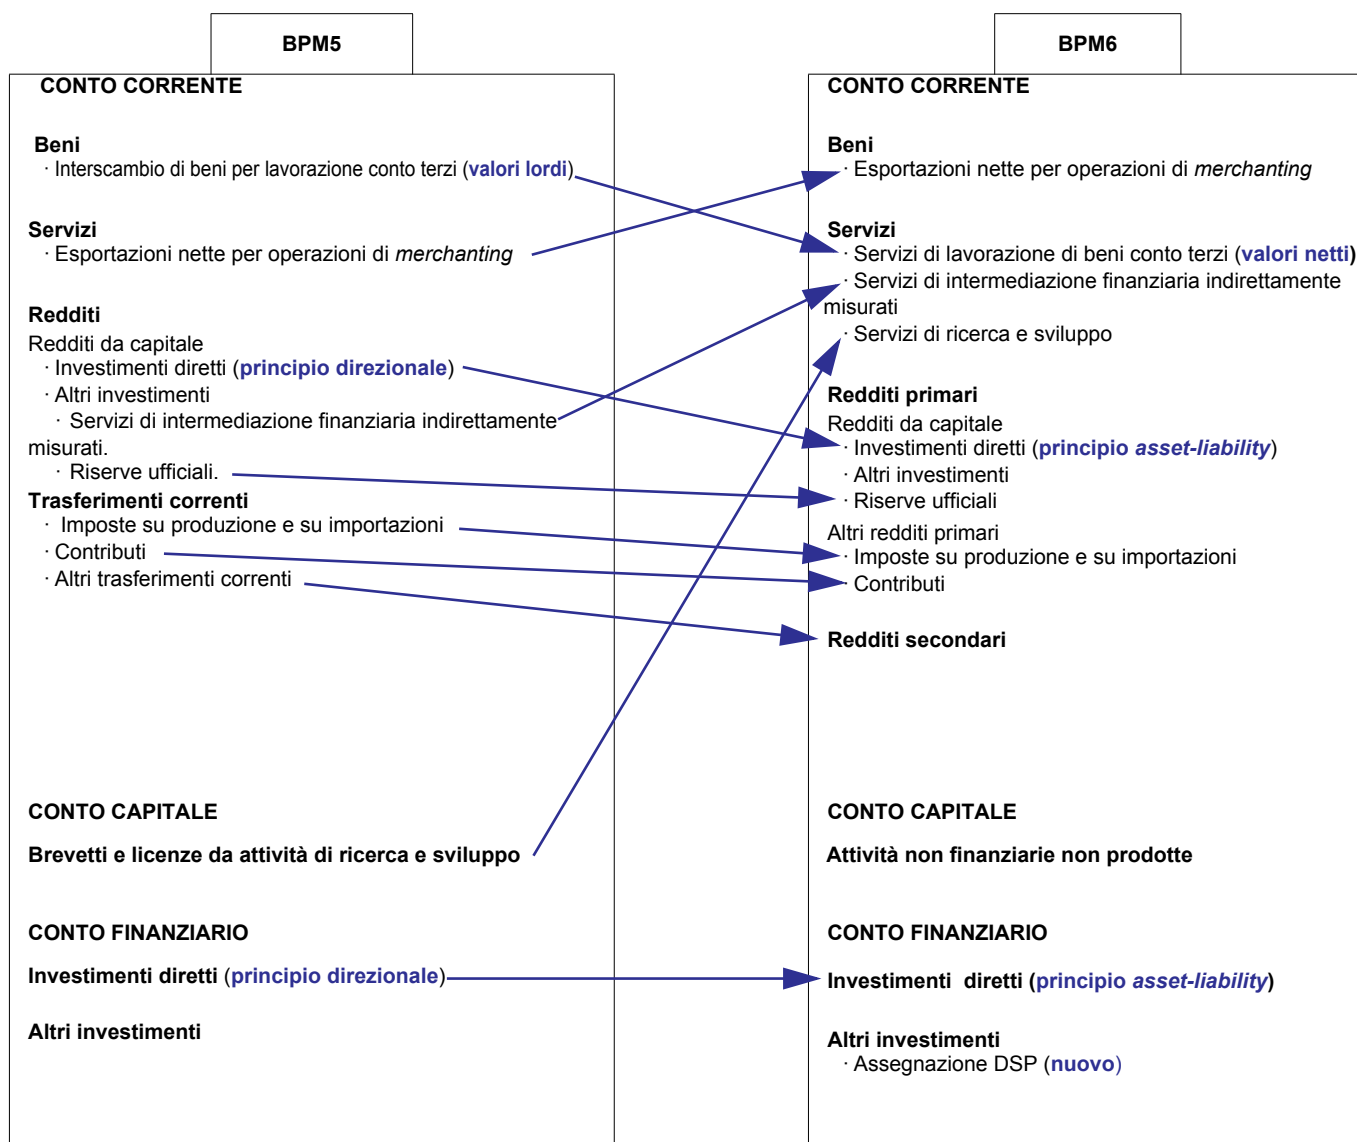 BPM5
CONTO CORRENTE
Beni
· Interscambio di beni per lavorazione conto terzi (valori lordi)
Servizi
· Esportazioni nette per operazioni di merchanting
Redditi
Redditi da capitale
· Investimenti diretti (principio direzionale)
· Altri investimenti
· Servizi di intermediazione finanziaria indirettamente
misurati.
· Riserve ufficiali.
Trasferimenti correnti
· Imposte su produzione e su importazioni
· Contributi
· Altri trasferimenti correnti
CONTO CAPITALE
Brevetti e licenze da attività di ricerca e sviluppo
CONTO FINANZIARIO
Investimenti diretti (principio direzionale)
Altri investimenti
BPM6
CONTO CORRENTE
Beni
· Esportazioni nette per operazioni di merchanting
Servizi
· Servizi di lavorazione di beni conto terzi (valori netti)
· Servizi di intermediazione finanziaria indirettamente
misurati
· Servizi di ricerca e sviluppo
Redditi primari
Redditi da capitale
· Investimenti diretti (principio asset-liability)
· Altri investimenti
· Riserve ufficiali
Altri redditi primari
· Imposte su produzione e su importazioni
· Contributi
Redditi secondari
CONTO CAPITALE
Attività non finanziarie non prodotte
CONTO FINANZIARIO
Investimenti diretti (principio asset-liability)
Altri investimenti
· Assegnazione DSP (nuovo)